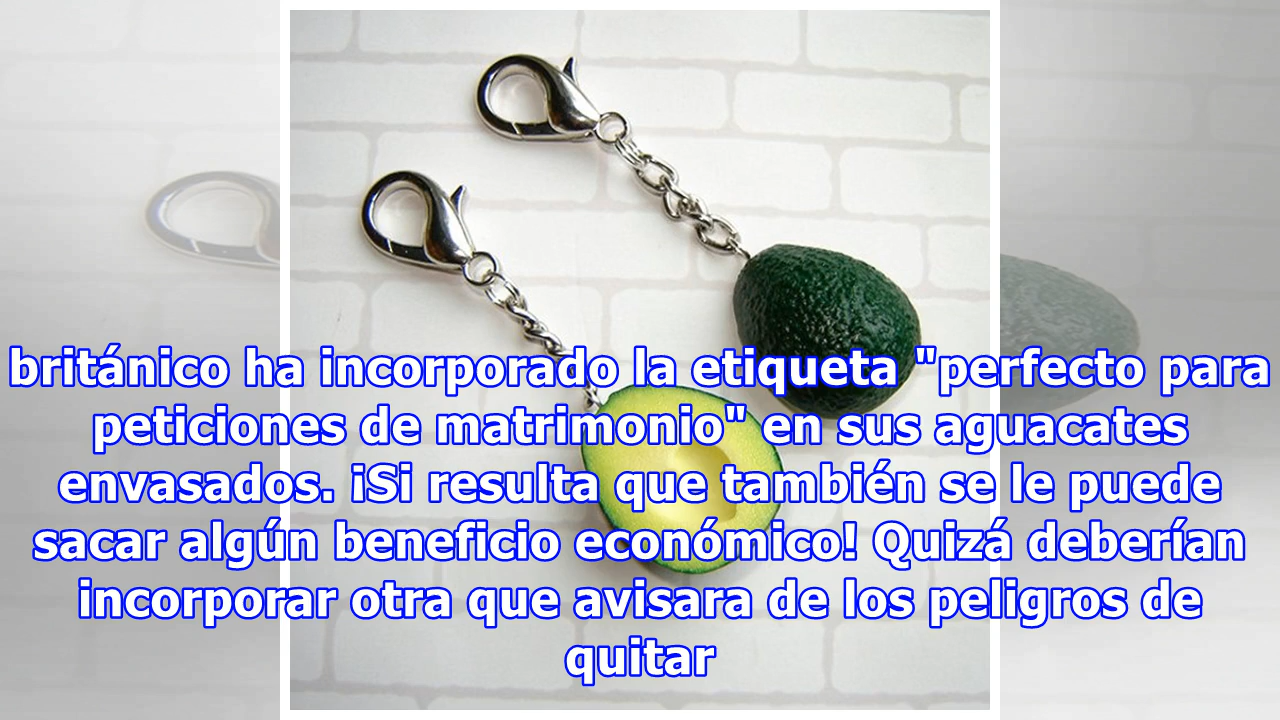 británico ha incorporado la etiqueta "perfecto para
peticiones de matrimonio" en sus aguacates
envasados. ¡Si resulta que también se le puede
sacar algún beneficio económico! Quizá deberían
incorporar otra que avisara de los peligros de
quitar